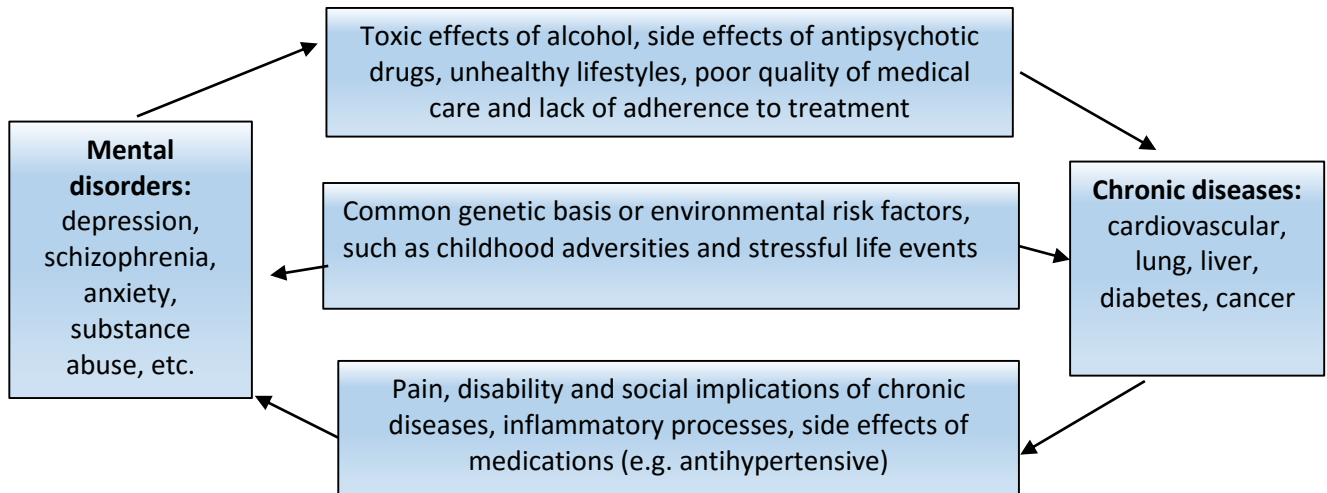 Toxic effects of alcohol, side effects of antipsychotic
drugs, unhealthy lifestyles, poor quality of medical
care and lack of adherence to treatment
Mental
disorders:
depression,
schizophrenia,
anxiety,
substance
abuse, etc.
Common genetic basis or environmental risk factors,
such as childhood adversities and stressful life events
Chronic diseases:
cardiovascular,
lung, liver,
diabetes, cancer
Pain, disability and social implications of chronic
diseases, inflammatory processes, side effects of
medications (e.g. antihypertensive)